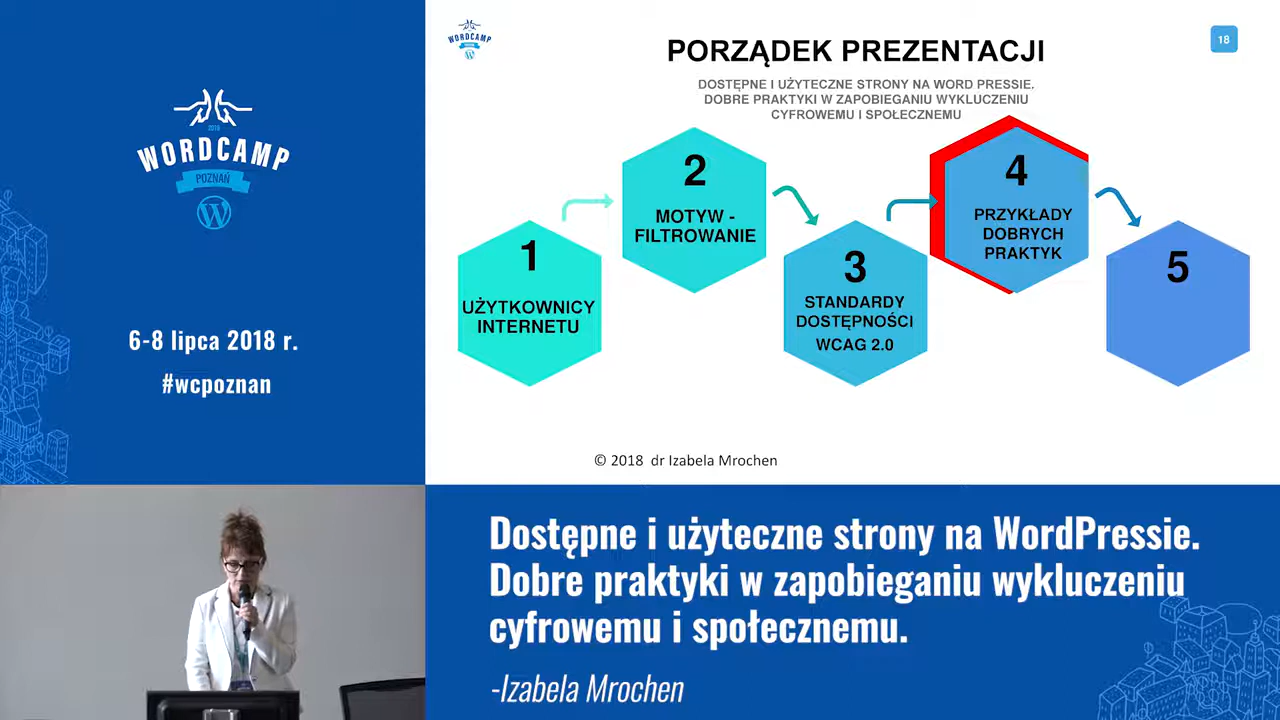 2018
WORDCAMP
POZNAŃ
6-8 lipca 2018 r.
#wcpoznan
WORDCAMP
18
PORZĄDEK PREZENTACJI
DOSTĘPNE I UŻYTECZNE STRONY NA WORD PRESSIE.
DOBRE PRAKTYKI W ZAPOBIEGANIU WYKLUCZENIU
CYFROWEMU I SPOŁECZNEMU
1
UŻYTKOWNICY
INTERNETU
2
MOTYW -
FILTROWANIE
3
STANDARDY
DOSTĘPNOŚCI
WCAG 2.0
4
PRZYKŁADY
DOBRYCH
PRAKTYK
5
© 2018 dr Izabela Mrochen
Dostępne i użyteczne strony na WordPressie.
Dobre praktyki w zapobieganiu wykluczeniu
cyfrowemu i społecznemu.
-Izabela Mrochen